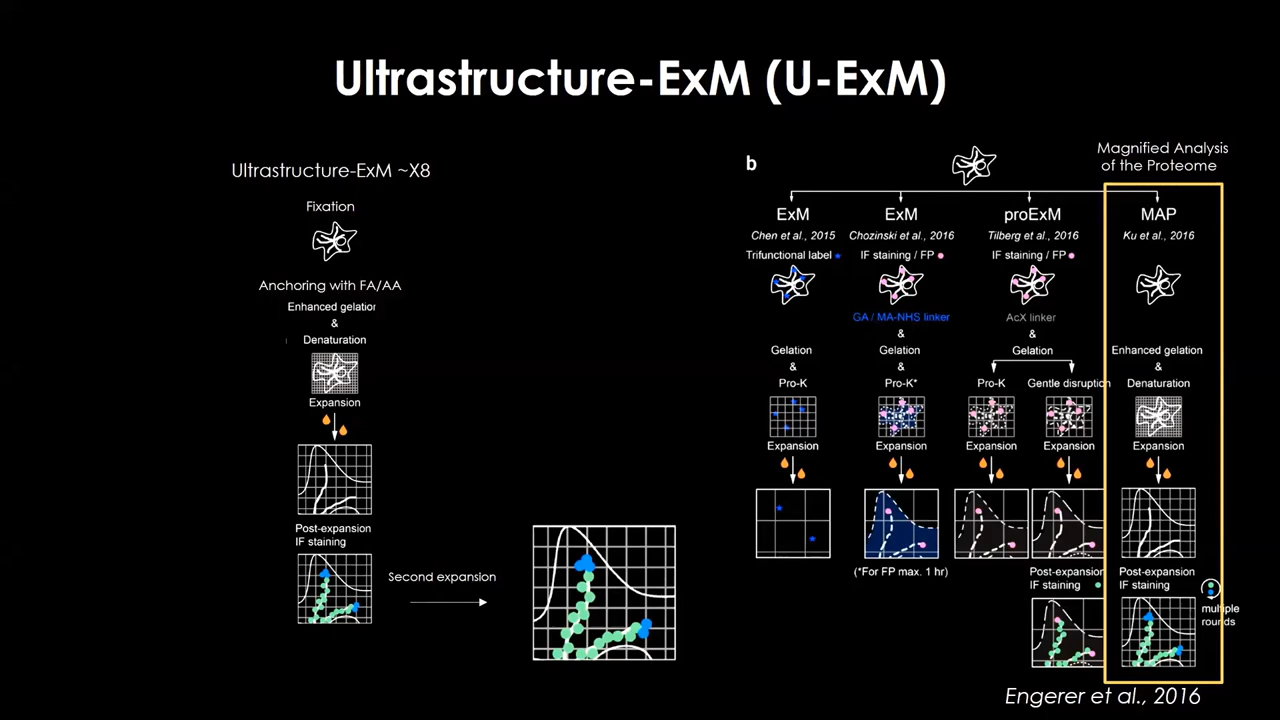 Ultrastructure-ExM (U-ExM)
Ultrastructure-ExM ~X8
Fixation
Anchoring with FA/AA
Enhanced gelatior
&
Denaturation
Expansion
Post-expansion
IF staining
Second expansion
b
Magnified Analysis
of the Proteome
ExM
Chen et al., 2015
Trifunctional label
Gelation
&
Pro-K
Expansion
ExM
Chozinski et al., 2016
IF staining / FP
GA / MA-NHS linker
&
Gelation
&
Pro-K*
Expansion
(*For FP max. 1 hr)
proExM
Tilberg et al., 2016
IF staining / FP
AcX linker
&
Gelation
Pro-K
Expansion
Gentle disruption
Expansion
Post-expansion
IF staining
MAP
Ku et al., 2016
Enhanced gelation
&
Denaturation
Expansion
Post-expansion
IF staining
multiple
rounds
Engerer et al., 2016